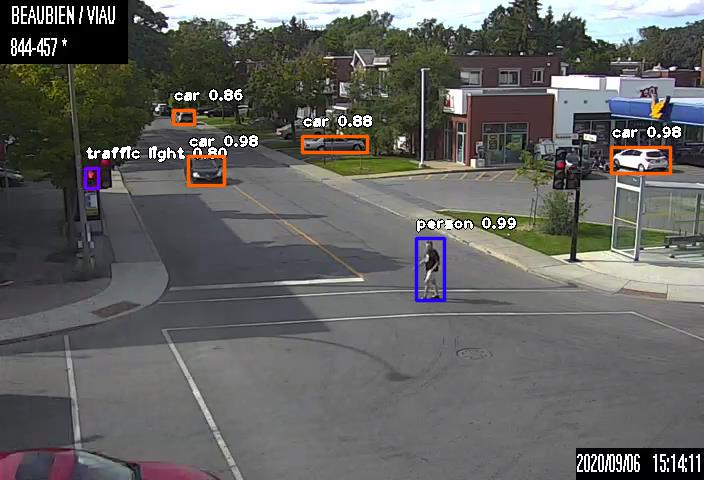 BEAUBIEN / VIAU
844-457 *
car 0.86
car 0.88
car 0.98
car 0.98
traffic light 0.80
person 0.99
2020/09/06 15:14:11